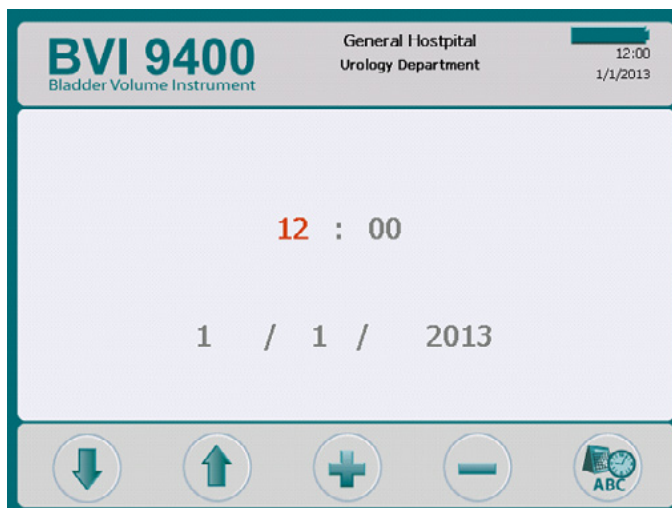 BVI 9400
Bladder Volume Instrument
General Hostpital
Urology Department
12:00
1/1/2013
12 : 00
1 / 1 / 2013
ABC